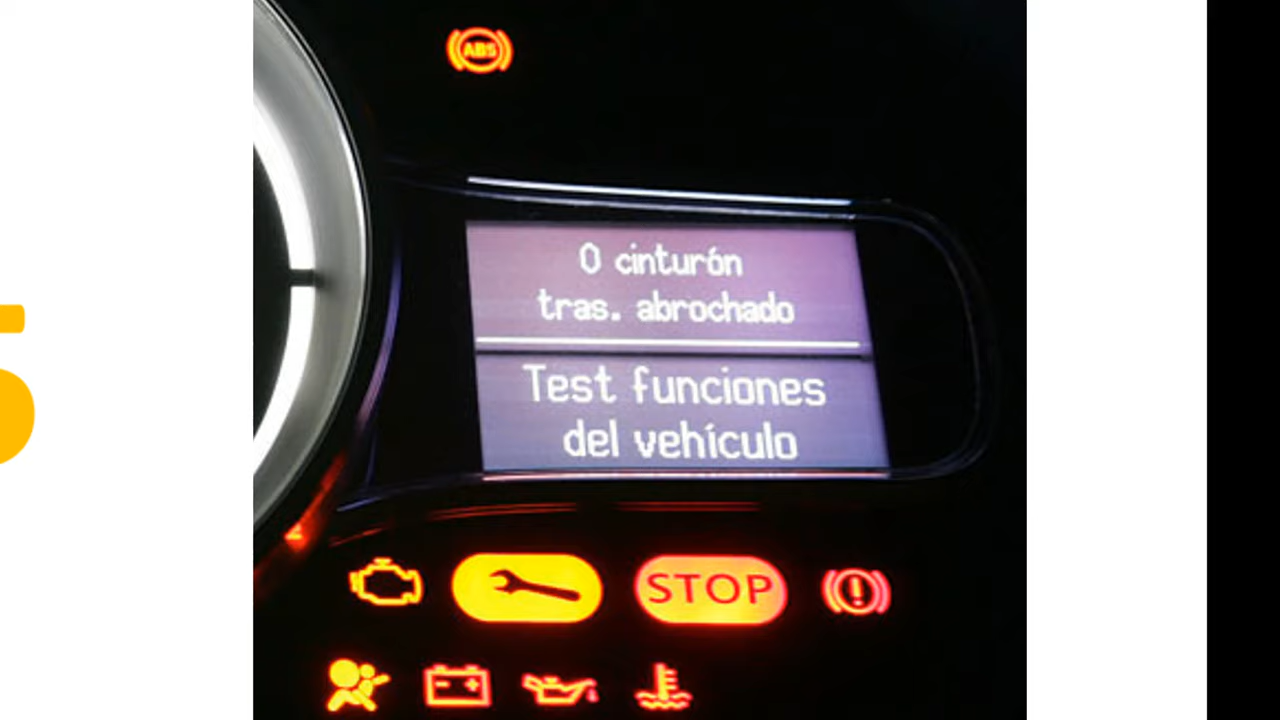 ABS
0 cinturón
tras. abrochado
Test funciones
del vehículo
STOP